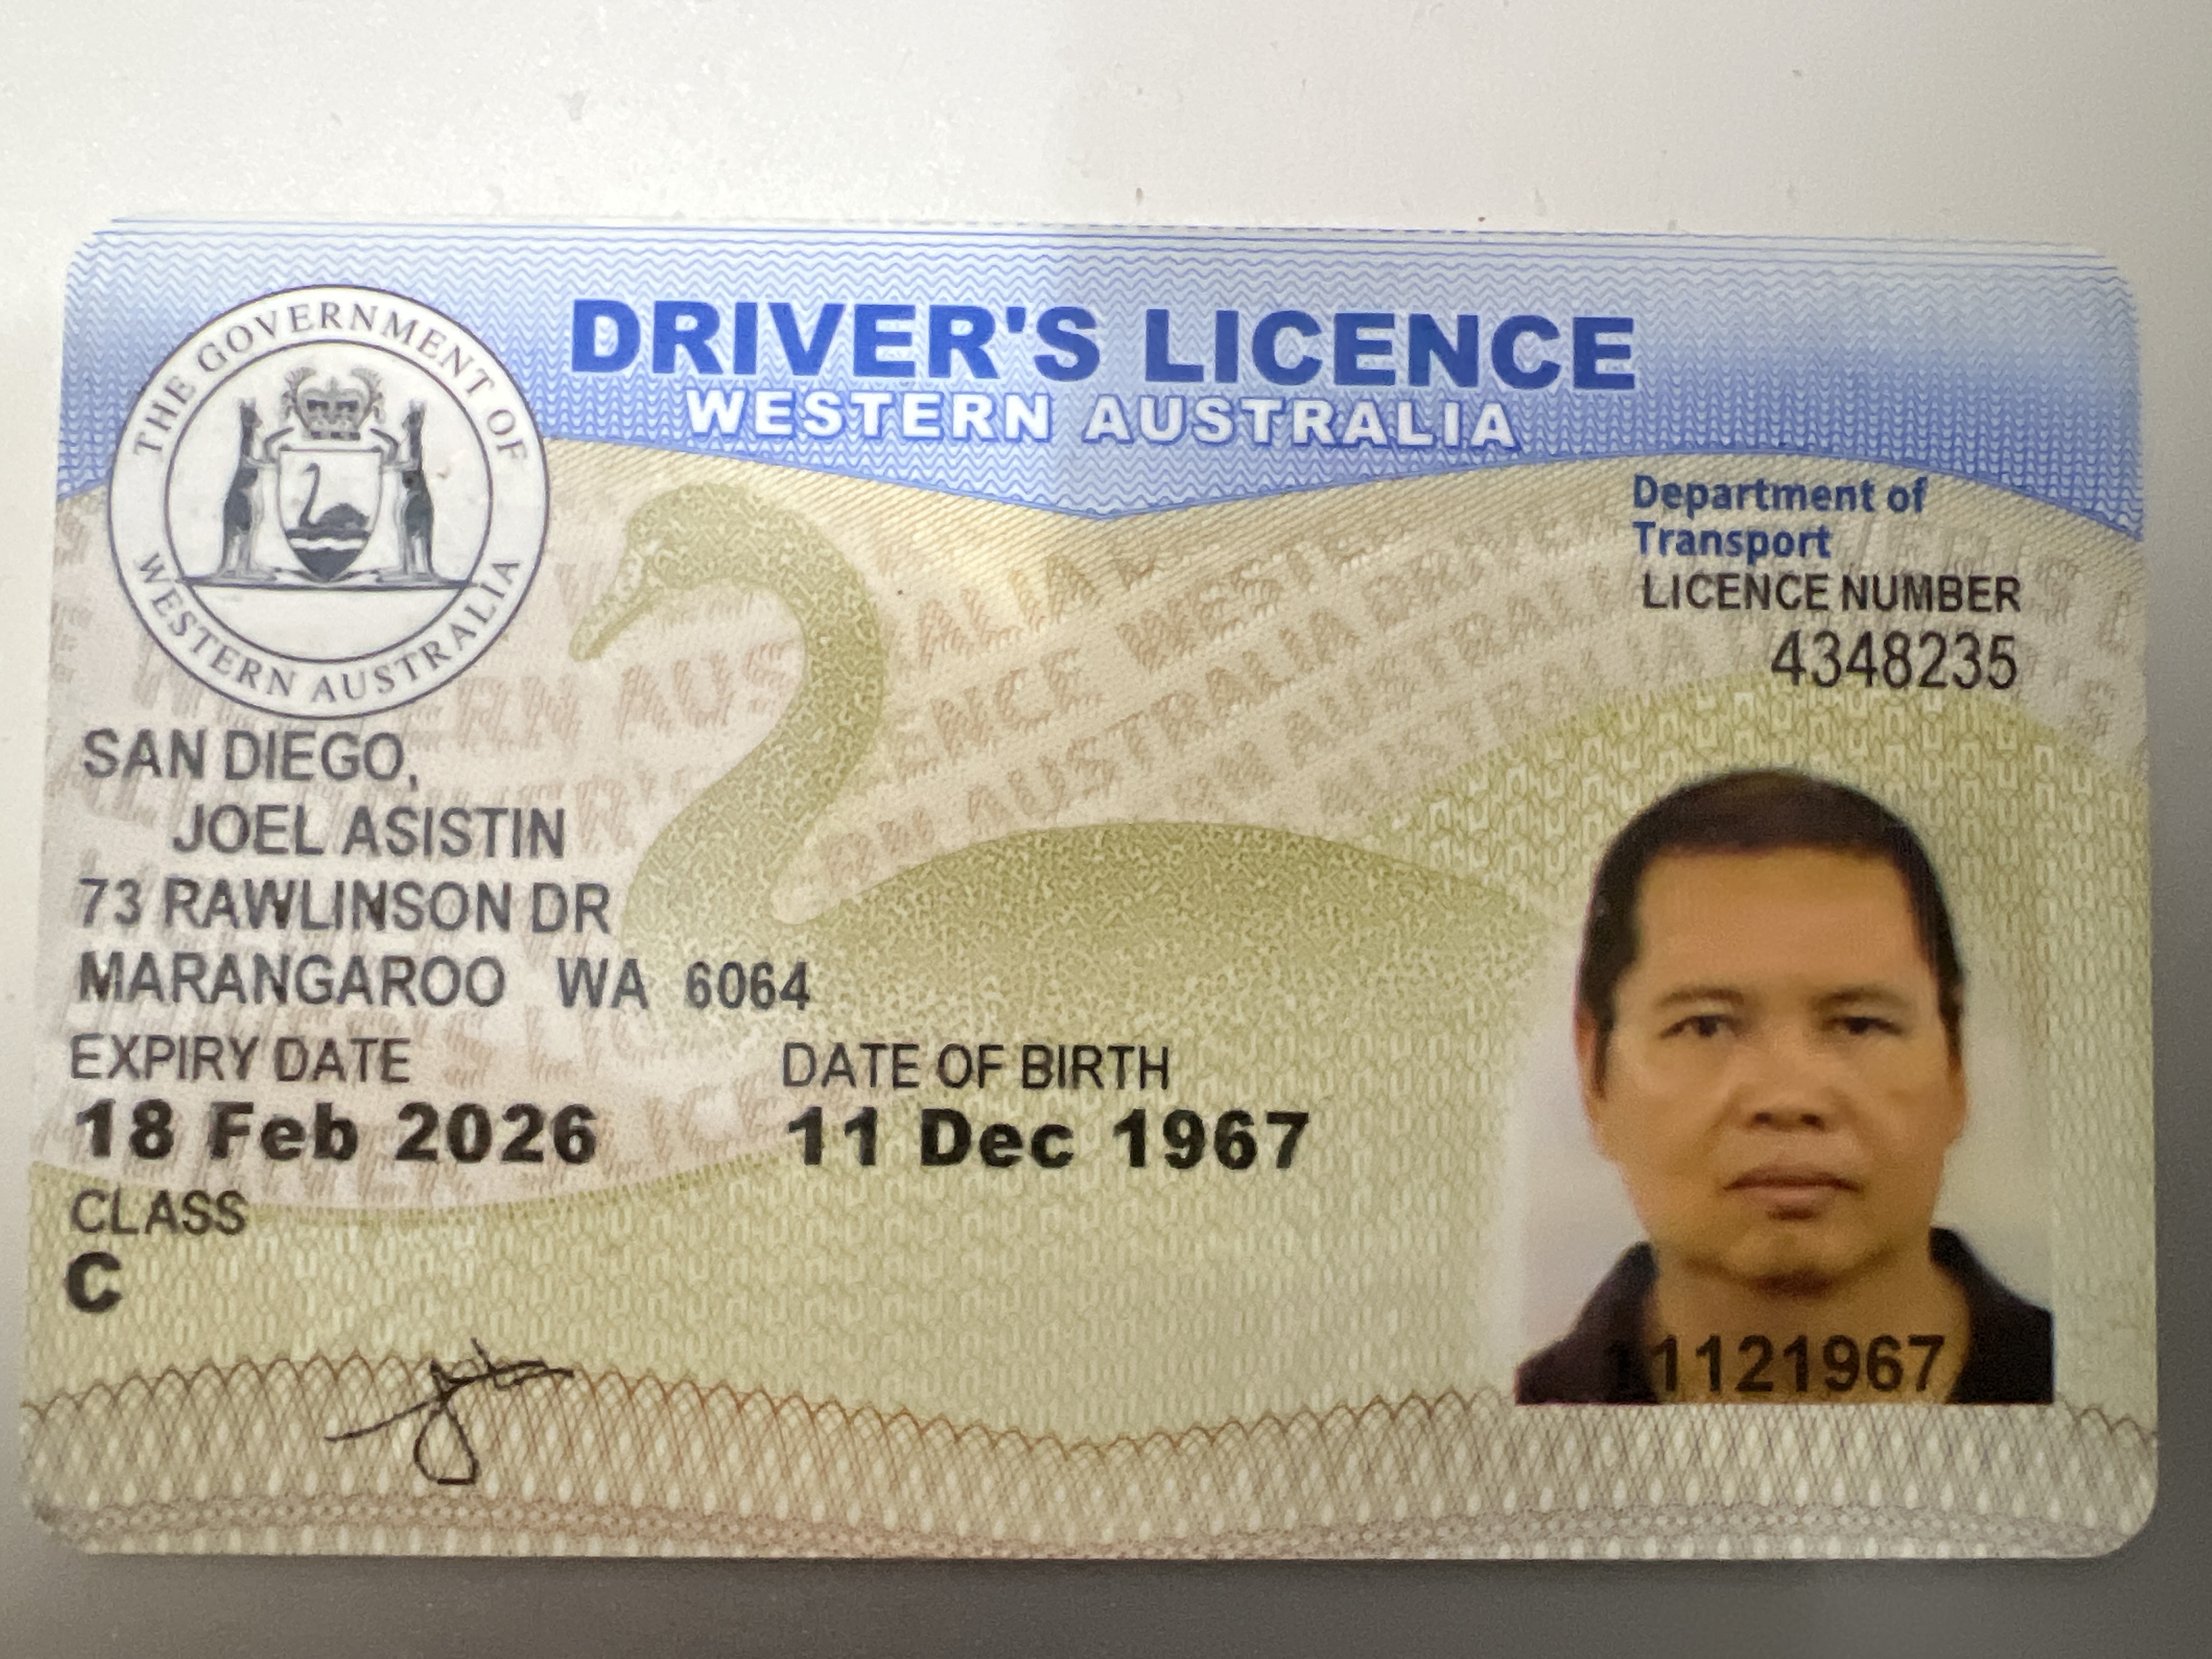 DRIVER'S LICENCE
WESTERN AUSTRALIA
THE GOVERNMENT OF
WESTERN AUSTRALIA
Department of
Transport
LICENCE NUMBER
4348235
SAN DIEGO,
JOEL ASISTIN
73 RAWLINSON DR
MARANGAROO WA 6064
EXPIRY DATE
18 Feb 2026
DATE OF BIRTH
11 Dec 1967
CLASS
C
11121967